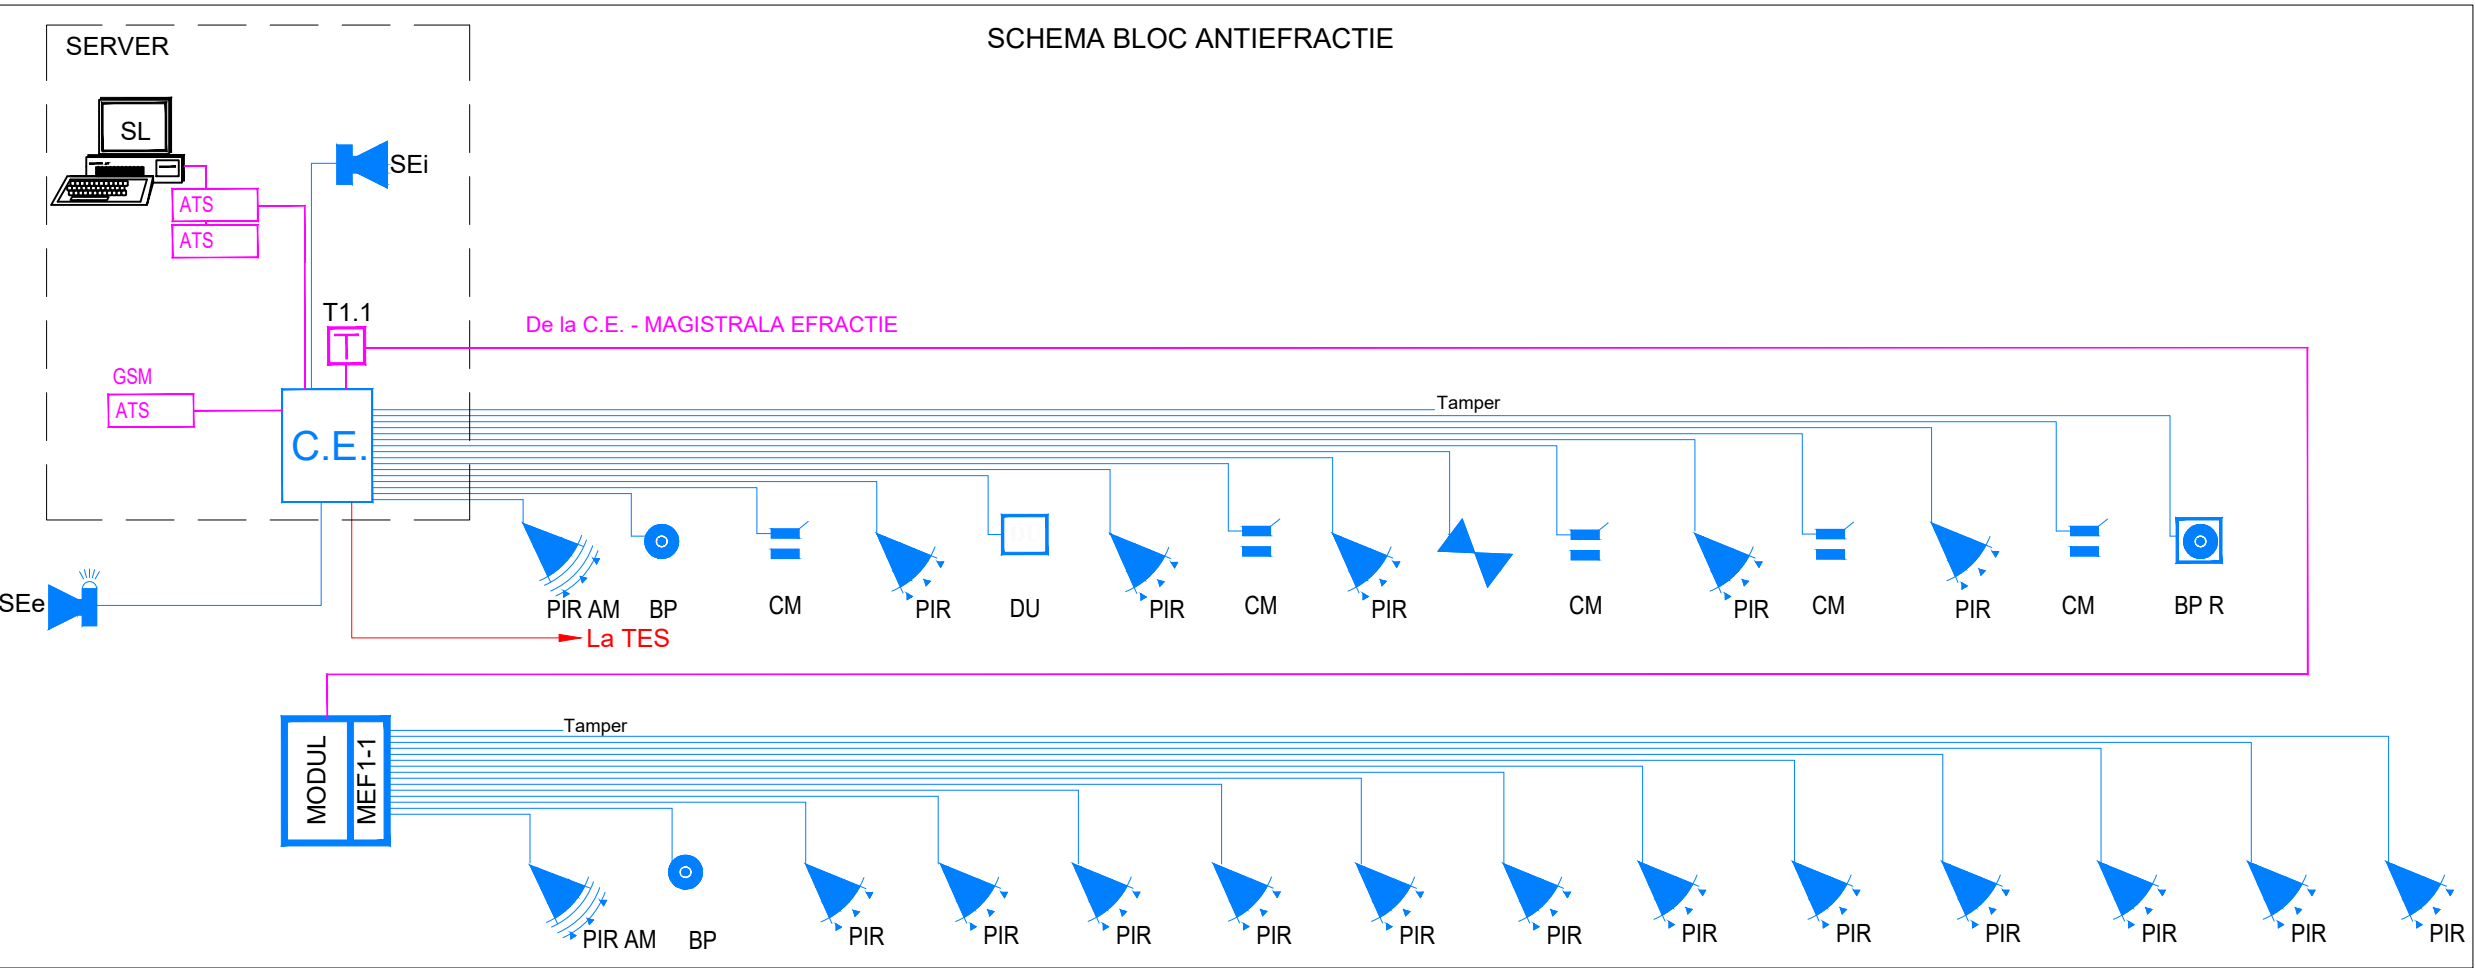 SCHEMA BLOC ANTIEFRACTIE
SERVER
SL
SEi
ATS
ATS
T1.1
T
De la C.E. - MAGISTRALA EFRACTIE
GSM
ATS
C.E.
Tamper
DU
SEe
PIR AM
BP
CM
PIR
DU
PIR
CM
PIR
CM
PIR
CM
PIR
CM
BP R
La TES
MODUL
MEF1-1
Tamper
PIR AM
BP
PIR
PIR
PIR
PIR
PIR
PIR
PIR
PIR
PIR
PIR
PIR
PIR